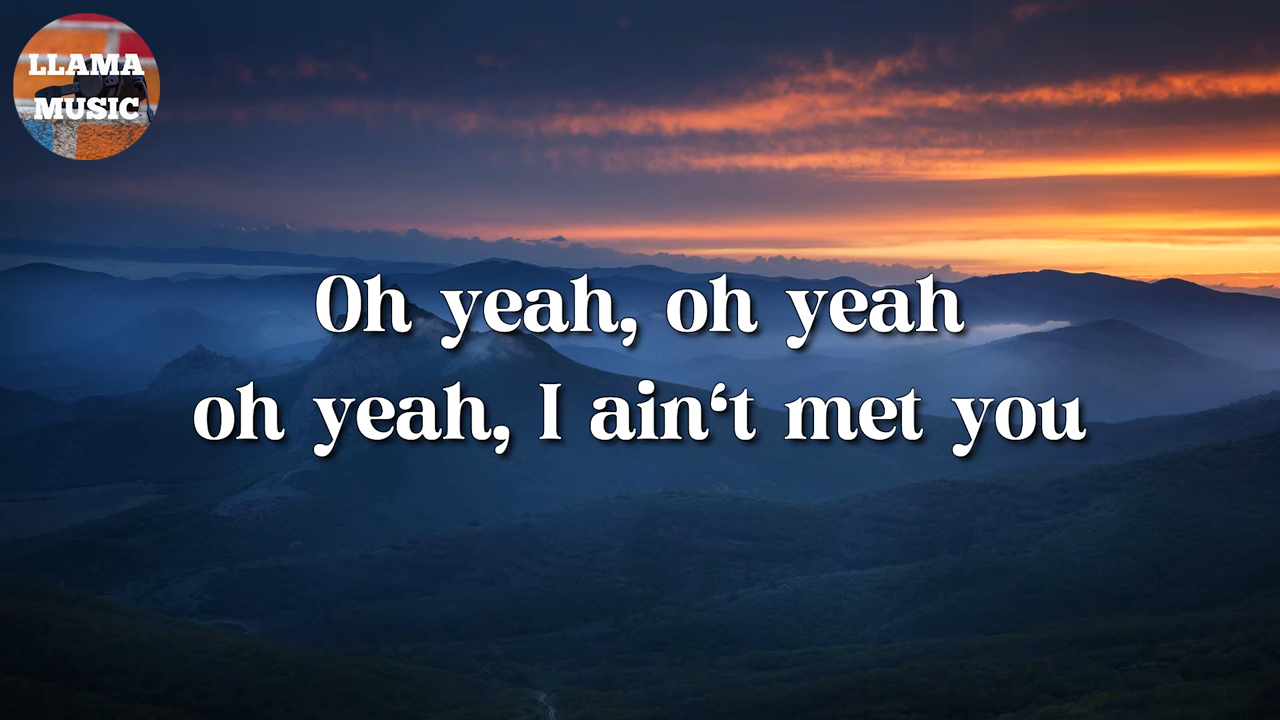 LLAMA
MUSIC
Oh yeah, oh yeah
oh yeah, I ain‘t met you